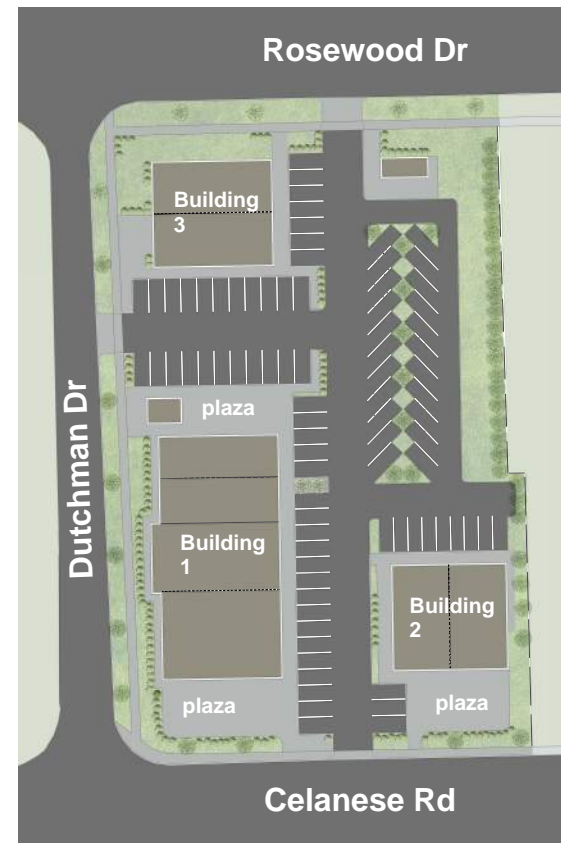 Rosewood Dr
Building
3
Dutchman Dr
plaza
Building
1
Building
2
plaza
plaza
Celanese Rd